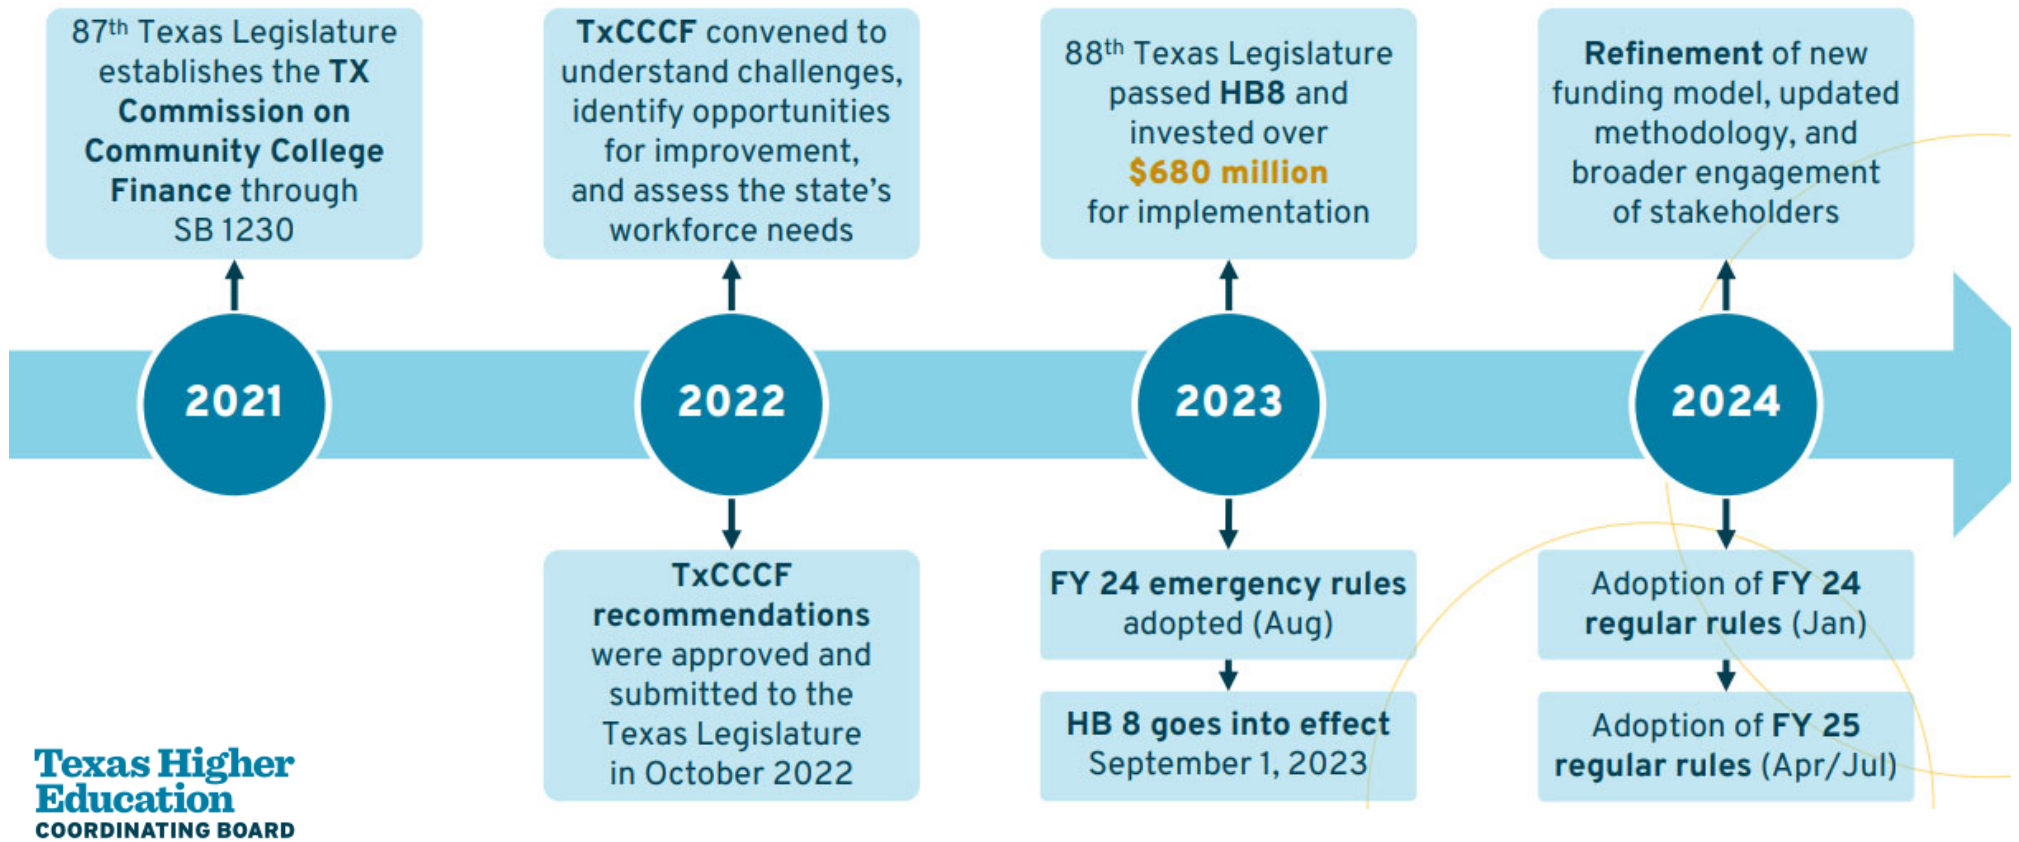 87th Texas Legislature
establishes the TX
Commission on
Community College
Finance through
SB 1230
TxCCCF convened to
understand challenges,
identify opportunities
for improvement,
and assess the state's
workforce needs
88th Texas Legislature
passed HB8 and
invested over
$680 million
for implementation
Refinement of new
funding model, updated
methodology, and
broader engagement
of stakeholders
2021
2022
2023
2024
TxCCCF
recommendations
were approved and
submitted to the
Texas Legislature
in October 2022
FY 24 emergency rules
adopted (Aug)
HB 8 goes into effect
September 1, 2023
Adoption of FY 24
regular rules (Jan)
Adoption of FY 25
regular rules (Apr/Jul)
Texas Higher
Education
COORDINATING BOARD